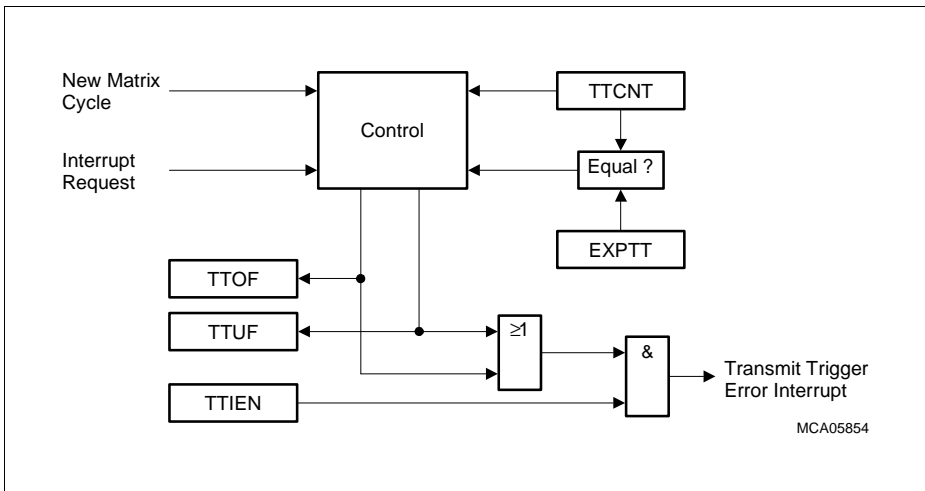 New Matrix
Cycle
Control
TTCNT
Interrupt
Request
Equal ?
EXPTT
TTOF
TTUF
≥1
&
TTIEN
Transmit Trigger
Error Interrupt
MCA05854